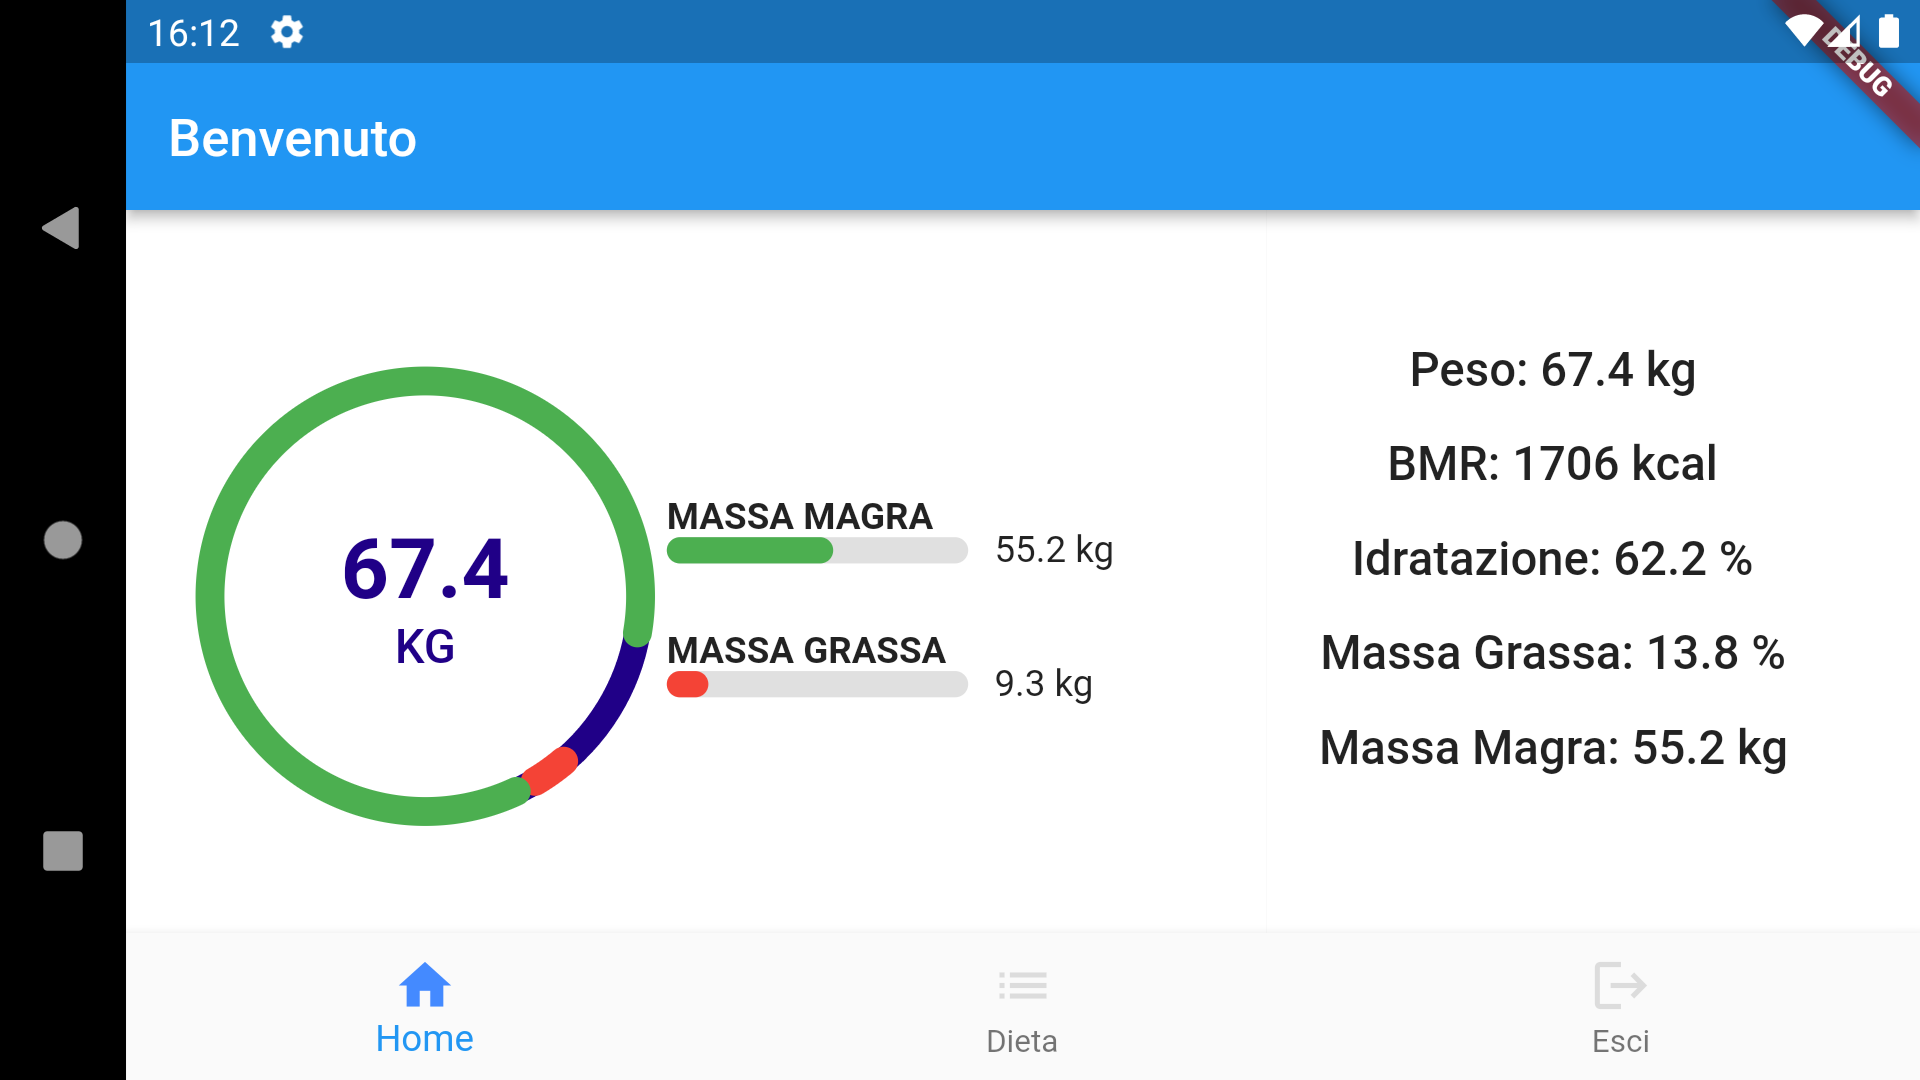 16:12
DEBUG
Benvenuto
67.4
KG
MASSA MAGRA
55.2 kg
MASSA GRASSA
9.3 kg
Peso: 67.4 kg
BMR: 1706 kcal
Idratazione: 62.2 %
Massa Grassa: 13.8 %
Massa Magra: 55.2 kg
Home
Dieta
Esci